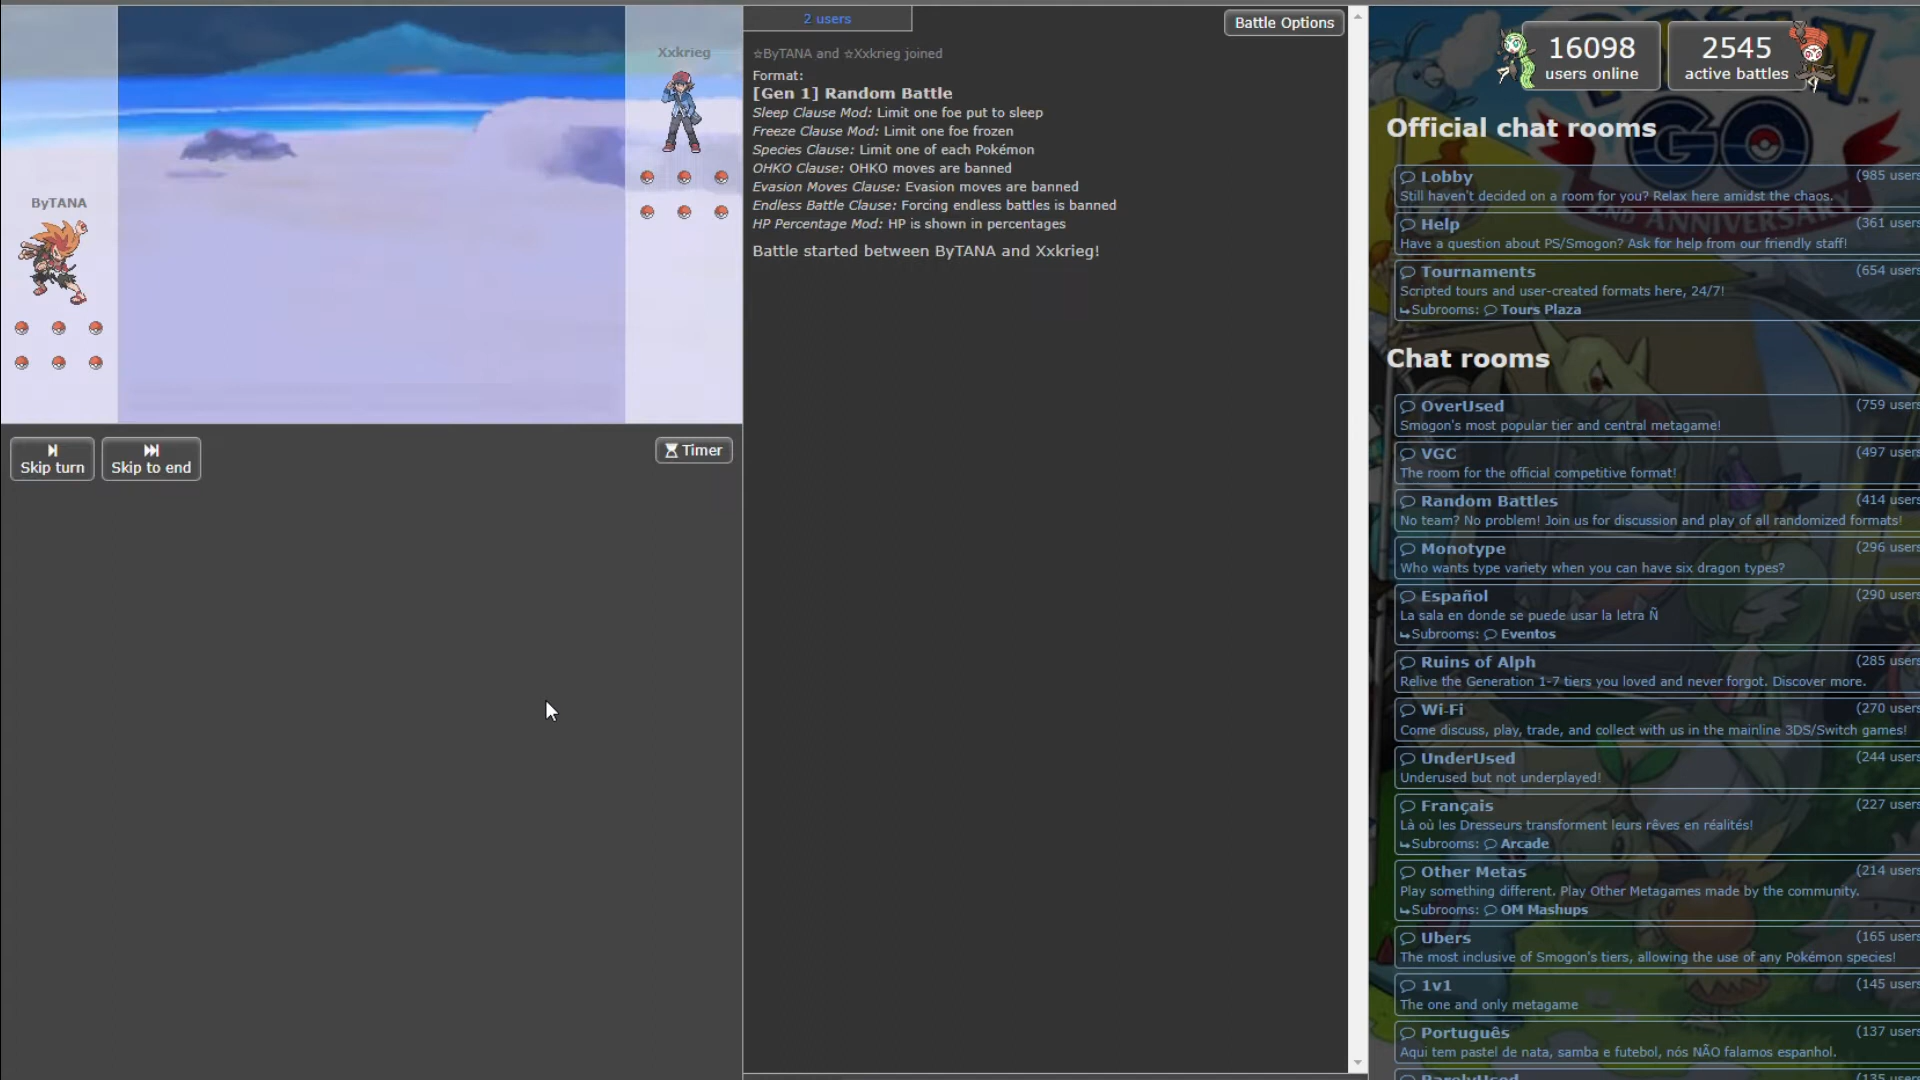 Xxkrieg
ByTANA
Skip turn
Skip to end
Timer
2 users
Battle Options
☆ByTANA and ☆Xxkrieg joined
Format:
[Gen 1] Random Battle
Sleep Clause Mod: Limit one foe put to sleep
Freeze Clause Mod: Limit one foe frozen
Species Clause: Limit one of each Pokémon
OHKO Clause: OHKO moves are banned
Evasion Moves Clause: Evasion moves are banned
Endless Battle Clause: Forcing endless battles is banned
HP Percentage Mod: HP is shown in percentages
Battle started between ByTANA and Xxkrieg!
16098
users online
2545
active battles
Official chat rooms
Lobby (985 users
Still haven't decided on a room for you? Relax here amidst the chaos.
Help (361 users
Have a question about PS/Smogon? Ask for help from our friendly staff!
Tournaments (654 users
Scripted tours and user-created formats here, 24/7!
↳Subrooms: Tours Plaza
Chat rooms
OverUsed (759 users
Smogon's most popular tier and central metagame!
VGC (497 users
The room for the official competitive format!
Random Battles (414 users
No team? No problem! Join us for discussion and play of all randomized formats!
Monotype (296 users
Who wants type variety when you can have six dragon types?
Español (290 users
La sala en donde se puede usar la letra Ñ
↳Subrooms: Eventos
Ruins of Alph (285 users
Relive the Generation 1-7 tiers you loved and never forgot. Discover more.
Wi-Fi (270 users
Come discuss, play, trade, and collect with us in the mainline 3DS/Switch games!
UnderUsed (244 users
Underused but not underplayed!
Français (227 users
Là où les Dresseurs transforment leurs rêves en réalités!
↳Subrooms: Arcade
Other Metas (214 users
Play something different. Play Other Metagames made by the community.
↳Subrooms: OM Mashups
Ubers (165 users
The most inclusive of Smogon's tiers, allowing the use of any Pokémon species!
1v1 (145 users
The one and only metagame
Português (137 users
Aqui tem pastel de nata, samba e futebol, nós NÃO falamos espanhol.
RarelyUsed (135 users
GO
2ND ANNIVERSARY